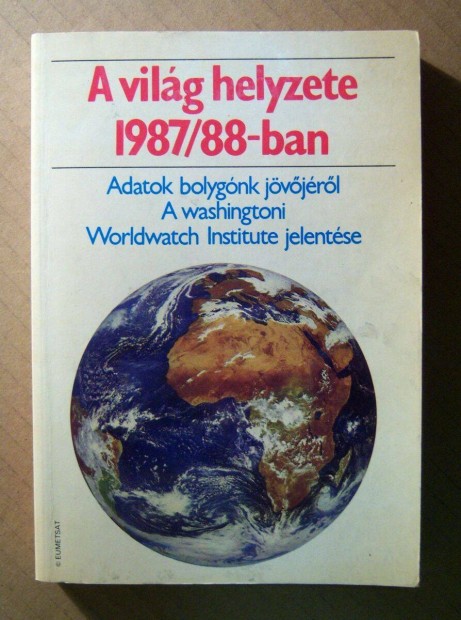 A világ helyzete
1987/88-ban
Adatok bolygónk jövőjéről
A washingtoni
Worldwatch Institute jelentése
© EUMETSAT